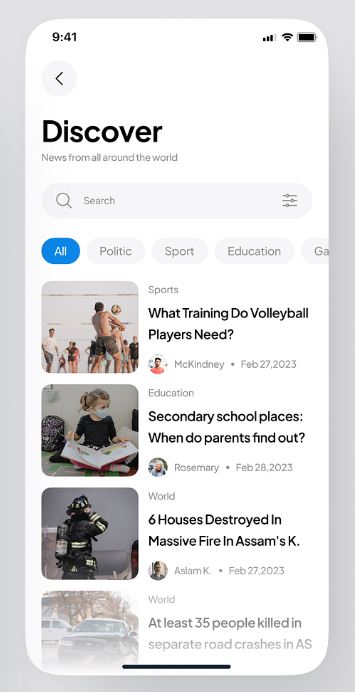 9:41
Discover
News from all around the world
Search
All
Politic
Sport
Education
Ga
Sports
What Training Do Volleyball
Players Need?
McKindney • Feb 27,2023
Education
Secondary school places:
When do parents find out?
Rosemary • Feb 28,2023
World
6 Houses Destroyed In
Massive Fire In Assam's K.
Aslam K. • Feb 27,2023
World
At least 35 people killed in
separate road crashes in AS